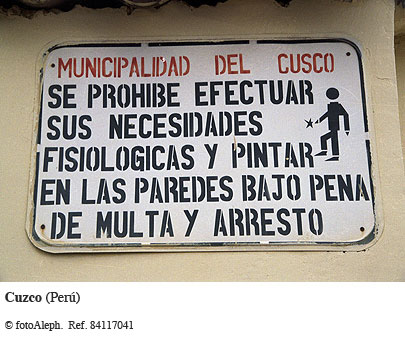 MUNICIPALIDAD DEL CUSCO
SE PROHIBE EFECTUAR
SUS NECESIDADES
FISIOLOGICAS Y PINTAR
EN LAS PAREDES BAJO PENA
DE MULTA Y ARRESTO
Cuzco (Perú)
© fotoAleph. Ref. 84117041